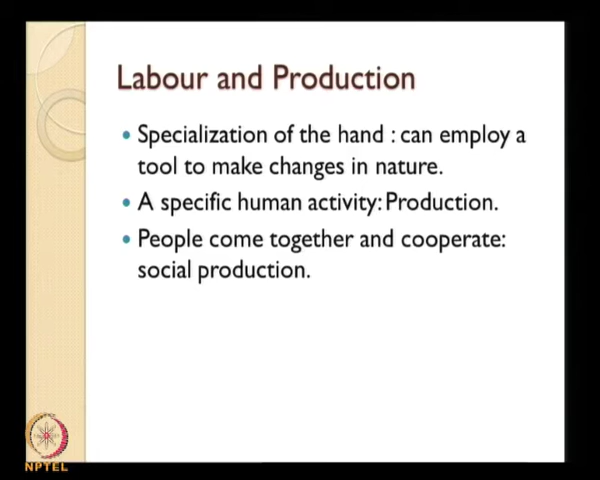 Labour and Production
Specialization of the hand : can employ a
tool to make changes in nature.
A specific human activity: Production.
People come together and cooperate:
social production.
NPTEL